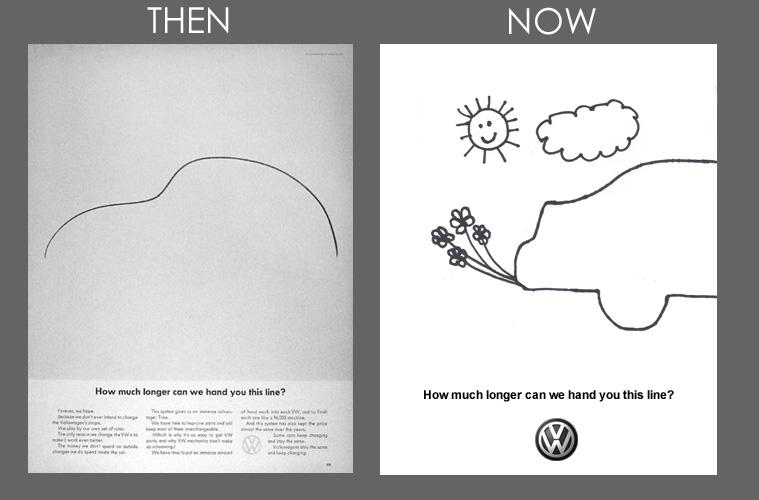 THEN
NOW
How much longer can we hand you this line?
Forever, we hope.
Because we don't ever intend to change
the Volkswagen's shape.
We play by our own set of rules.
The only reason we change the VW is to
make it work even better.
The money we don't spend on outside
changes we do spend inside the car.
This system gives us an immense advan-
tage: Time.
We have time to improve parts and still
keep most of them interchangeable.
(Which is why it's so easy to get VW
parts, and why VW mechanics don't wake
up screaming.)
We have time to put an immense amount
of hand work into each VW, and to finish
each one like a $6,000 machine.
And this system has also kept the price
almost the same over the years.
Some cars keep changing
and stay the same.
Volkswagens stay the same
and keep changing.
How much longer can we hand you this line?